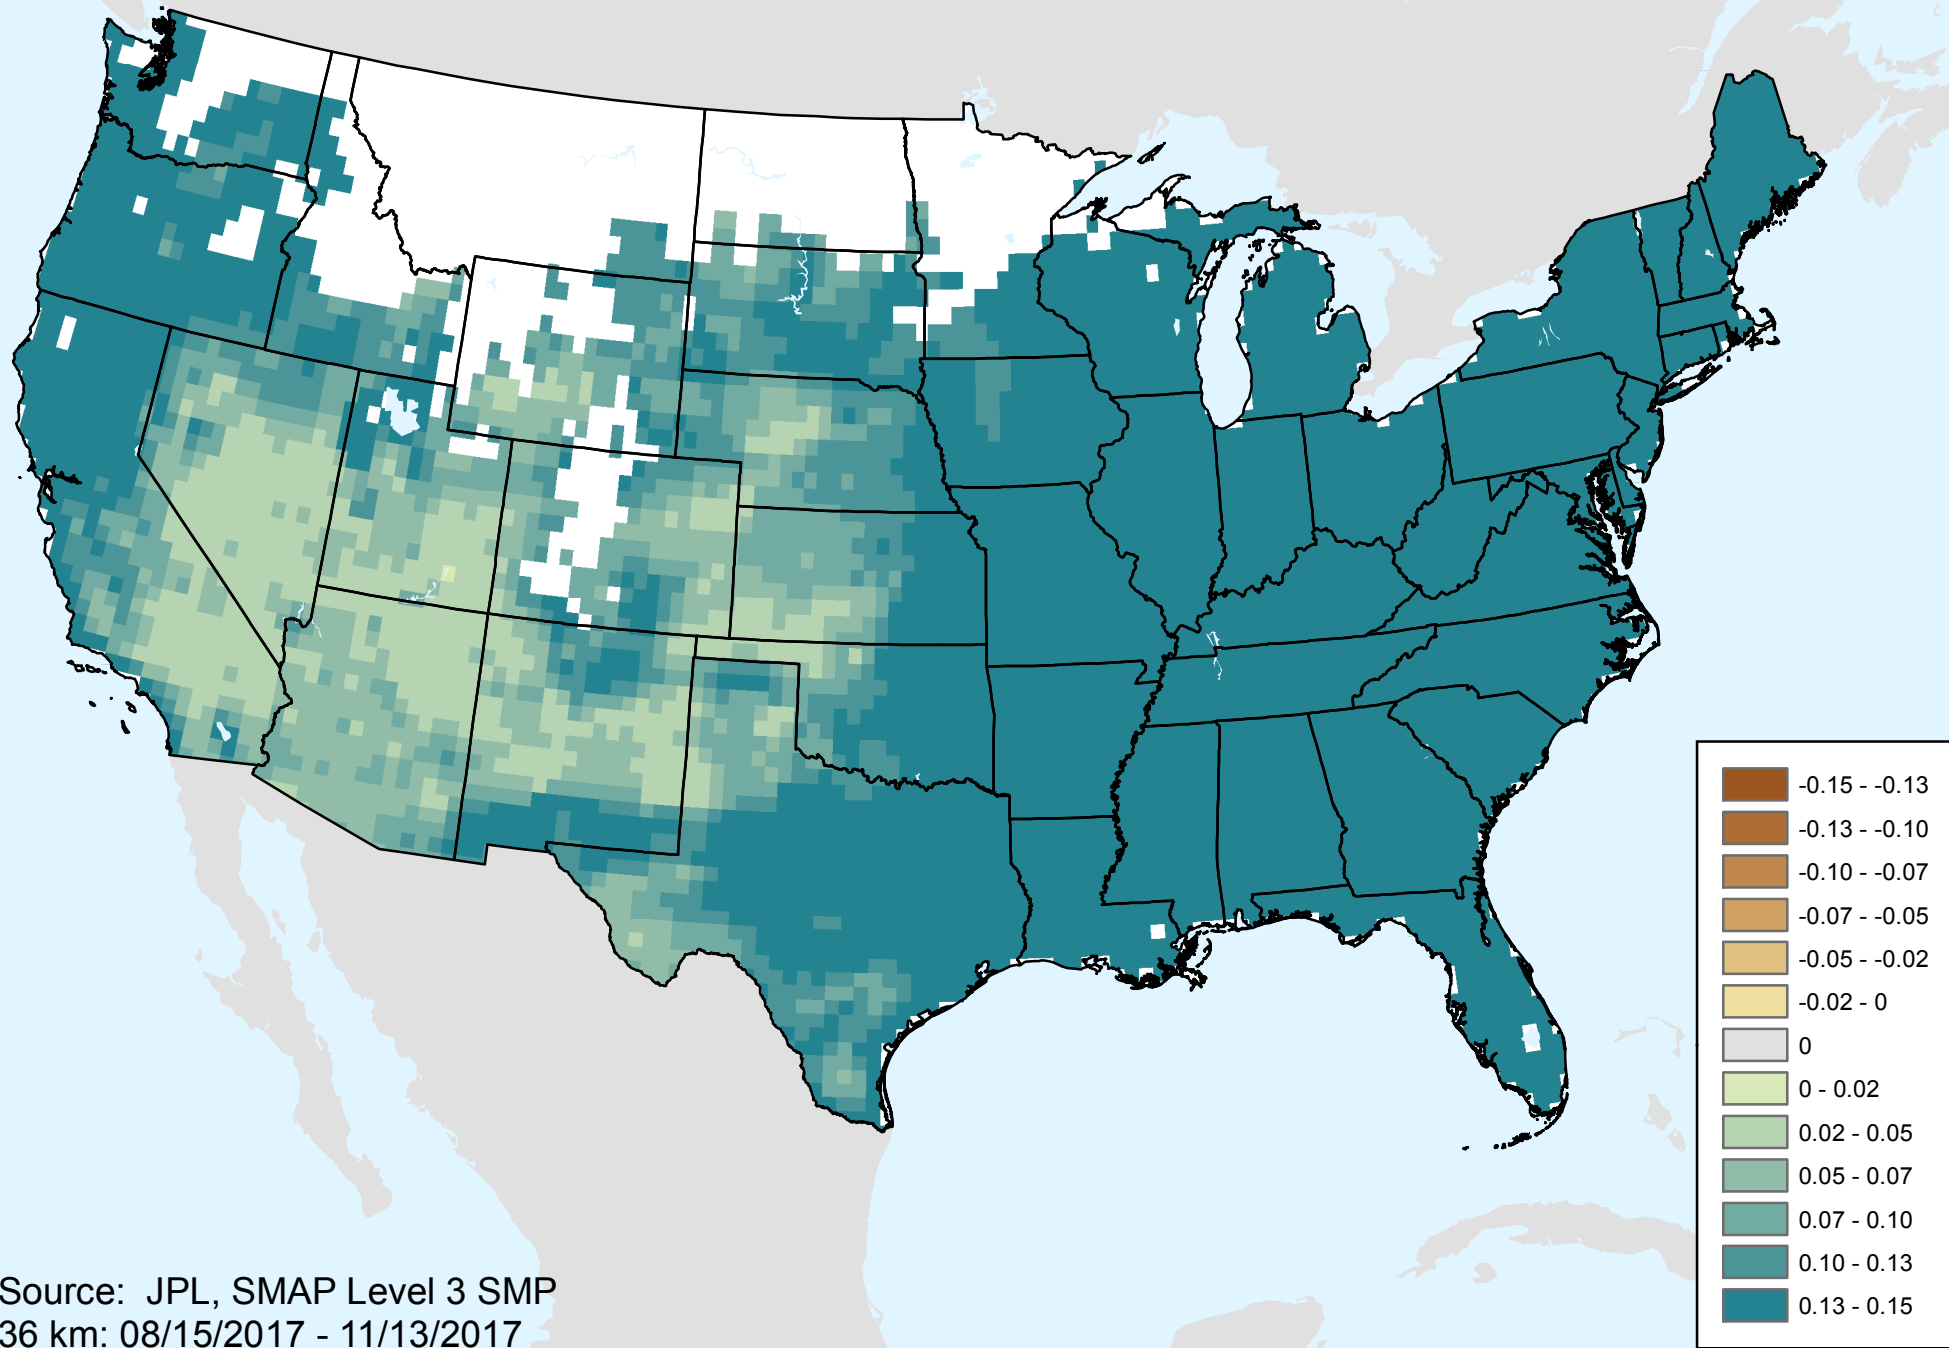 -0.15 - -0.13
-0.13 - -0.10
-0.10 - -0.07
-0.07 - -0.05
-0.05 - -0.02
-0.02 - 0
0
0 - 0.02
0.02 - 0.05
0.05 - 0.07
0.07 - 0.10
0.10 - 0.13
0.13 - 0.15
Source: JPL, SMAP Level 3 SMP
36 km: 08/15/2017 - 11/13/2017